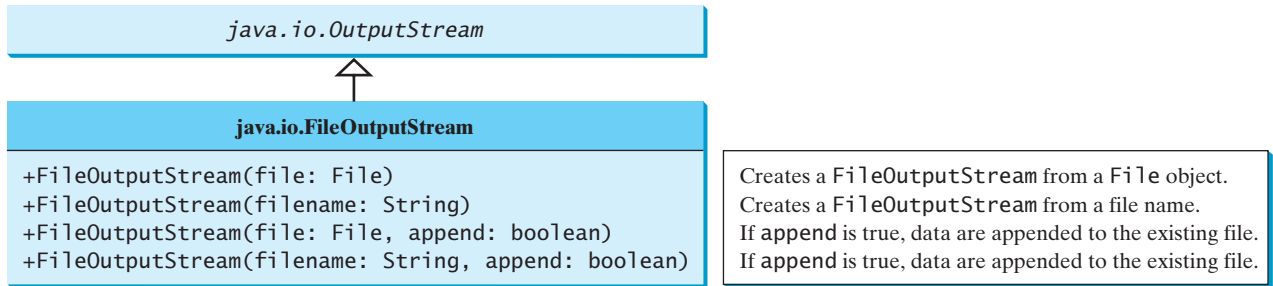 java.io.OutputStream
java.io.FileOutputStream
+FileOutputStream(file: File)
+FileOutputStream(filename: String)
+FileOutputStream(file: File, append: boolean)
+FileOutputStream(filename: String, append: boolean)
Creates a FileOutputStream from a File object.
Creates a FileOutputStream from a file name.
If append is true, data are appended to the existing file.
If append is true, data are appended to the existing file.